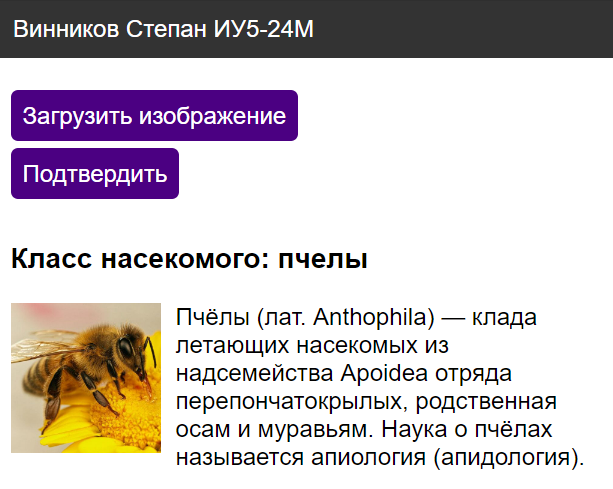 Винников Степан ИУ5-24М
Загрузить изображение
Подтвердить
Класс насекомого: пчелы
Пчёлы (лат. Anthophila) — клада
летающих насекомых из
надсемейства Apoidea отряда
перепончатокрылых, родственная
осам и муравьям. Наука о пчёлах
называется апиология (апидология).